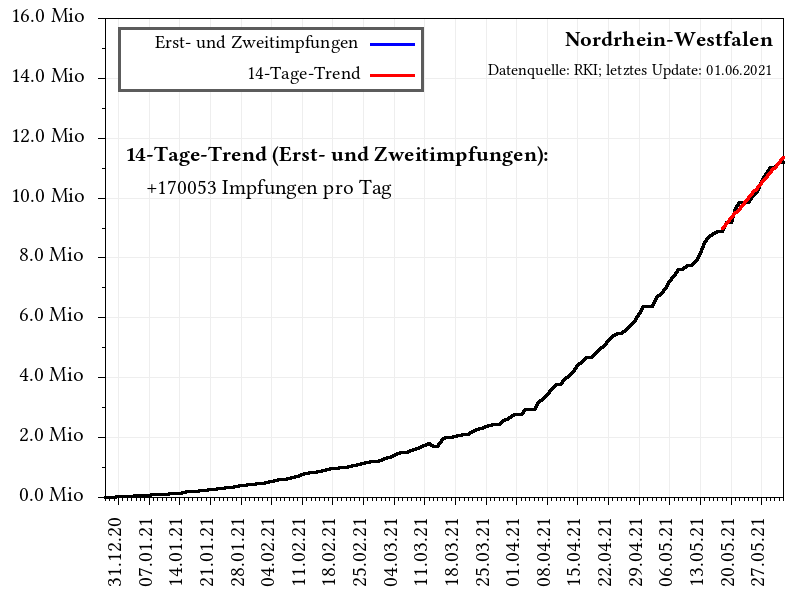 16.0 Mio
14.0 Mio
12.0 Mio
10.0 Mio
8.0 Mio
6.0 Mio
4.0 Mio
2.0 Mio
0.0 Mio
Erst- und Zweitimpfungen
14-Tage-Trend
Nordrhein-Westfalen
Datenquelle: RKI; letztes Update: 01.06.2021
14-Tage-Trend (Erst- und Zweitimpfungen):
+170053 Impfungen pro Tag
31.12.20
07.01.21
14.01.21
21.01.21
28.01.21
04.02.21
11.02.21
18.02.21
25.02.21
04.03.21
11.03.21
18.03.21
25.03.21
01.04.21
08.04.21
15.04.21
22.04.21
29.04.21
06.05.21
13.05.21
20.05.21
27.05.21